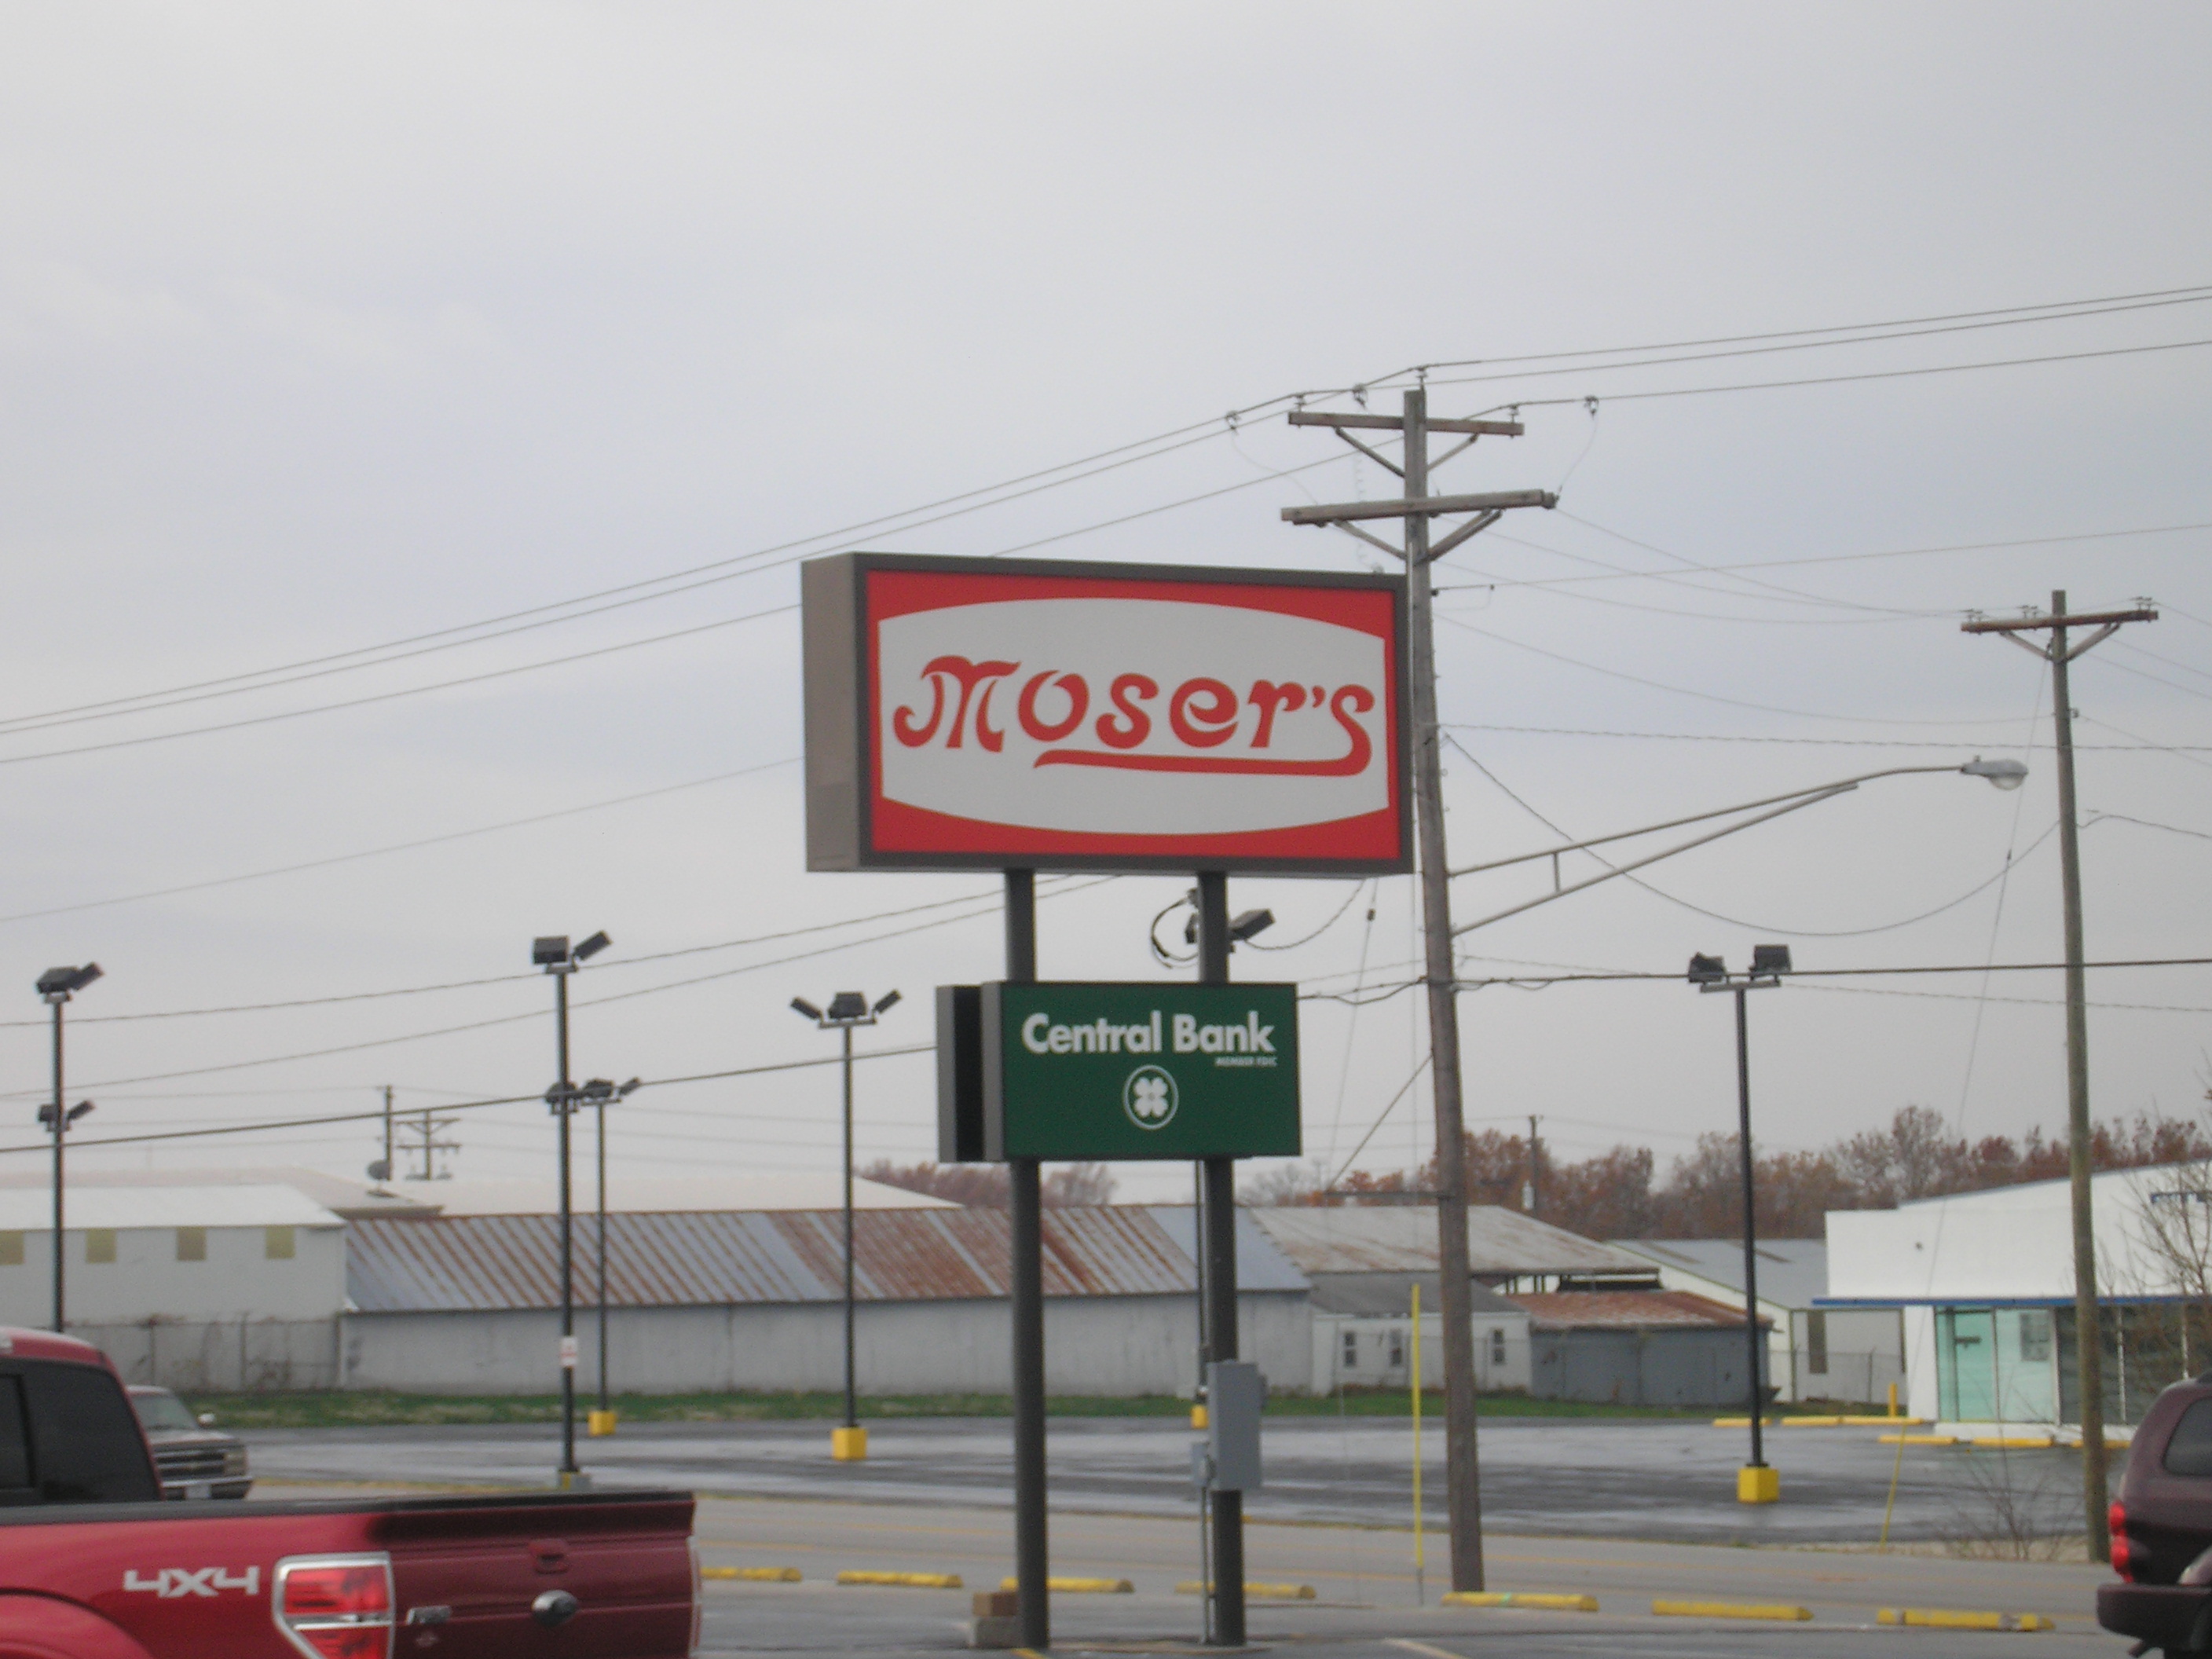 Moser's
Central Bank
MEMBER FDIC
4x4